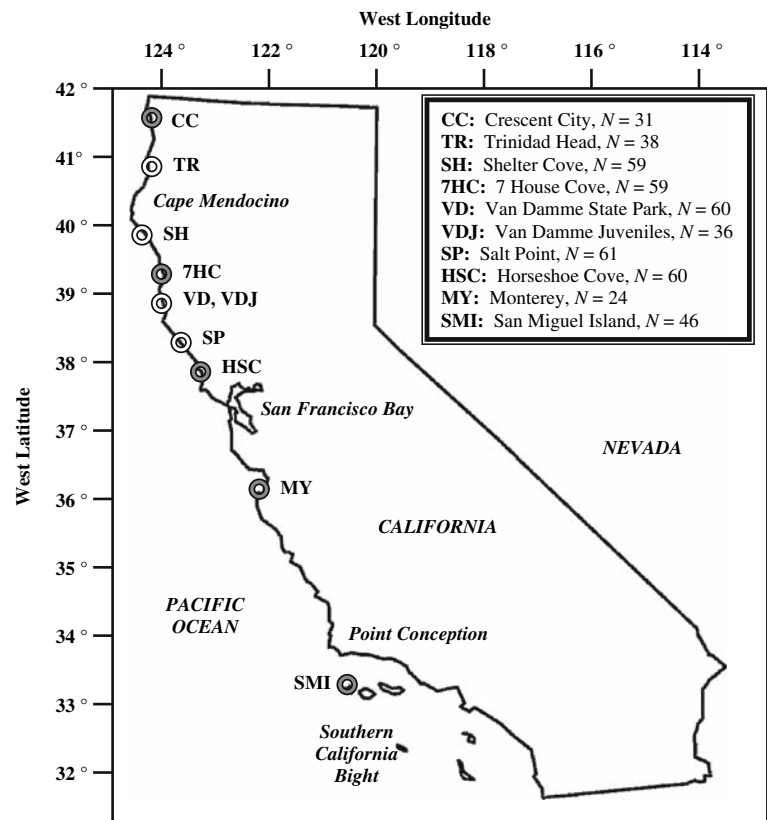 West Longitude
124 ° 122 ° 120 ° 118 ° 116 ° 114 °
42 °
41°
40 °
39 °
38 °
37 °
36 °
35 °
34 °
33 °
32 °
West Latitude
CC: Crescent City, N = 31
TR: Trinidad Head, N = 38
SH: Shelter Cove, N = 59
7HC: 7 House Cove, N = 59
VD: Van Damme State Park, N = 60
VDJ: Van Damme Juveniles, N = 36
SP: Salt Point, N = 61
HSC: Horseshoe Cove, N = 60
MY: Monterey, N = 24
SMI: San Miguel Island, N = 46
CC
TR
Cape Mendocino
SH
7HC
VD, VDJ
SP
HSC
San Francisco Bay
NEVADA
MY
CALIFORNIA
PACIFIC
OCEAN
Point Conception
SMI
Southern
California
Bight